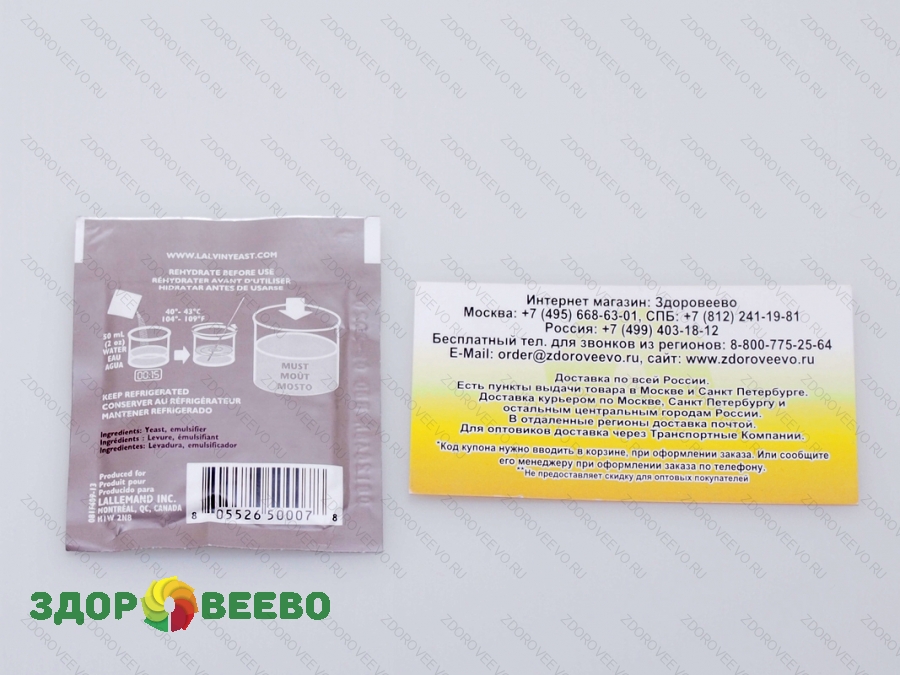 WWW.LALVINYEAST.COM
REHYDRATE BEFORE USE
RÉHYDRATER AVANT D'UTILISER
HIDRATAR ANTES DE USARSE
40°- 43°C
104°- 109°F
50 mL
(2 oz)
WATER
EAU
AGUA
00:15
MUST
MOÛT
MOSTO
KEEP REFRIGERATED
CONSERVER AU RÉFRIGÉRATEUR
MANTENER REFRIGERADO
Ingredients: Yeast, emulsifier
Ingrédients : Levure, émulsifiant
Ingredientes: Levadura, emulsificador
Produced for
Produit pour
Producido para
LALLEMAND INC.
MONTRÉAL, QC, CANADA
H1W 2N8
8 05526 50007 8
Интернет магазин: Здоровеево
Москва: +7 (495) 668-63-01, СПБ: +7 (812) 241-19-81
Россия: +7 (499) 403-18-12
Бесплатный тел. для звонков из регионов: 8-800-775-25-64
E-Mail: order@zdoroveevo.ru, сайт: www.zdoroveevo.ru
Доставка по всей России.
Есть пункты выдачи товара в Москве и Санкт Петербурге.
Доставка курьером по Москве, Санкт Петербургу и
остальным центральным городам России.
В отдаленные регионы доставка почтой.
Для оптовиков доставка через Транспортные Компании.
*Код купона нужно вводить в корзине, при оформлении заказа. Или сообщите
его менеджеру при оформлении заказа по телефону.
**Не предоставляет скидку для оптовых покупателей
ЗДОРОВЕЕВО
ZDOROVEEVO.RU